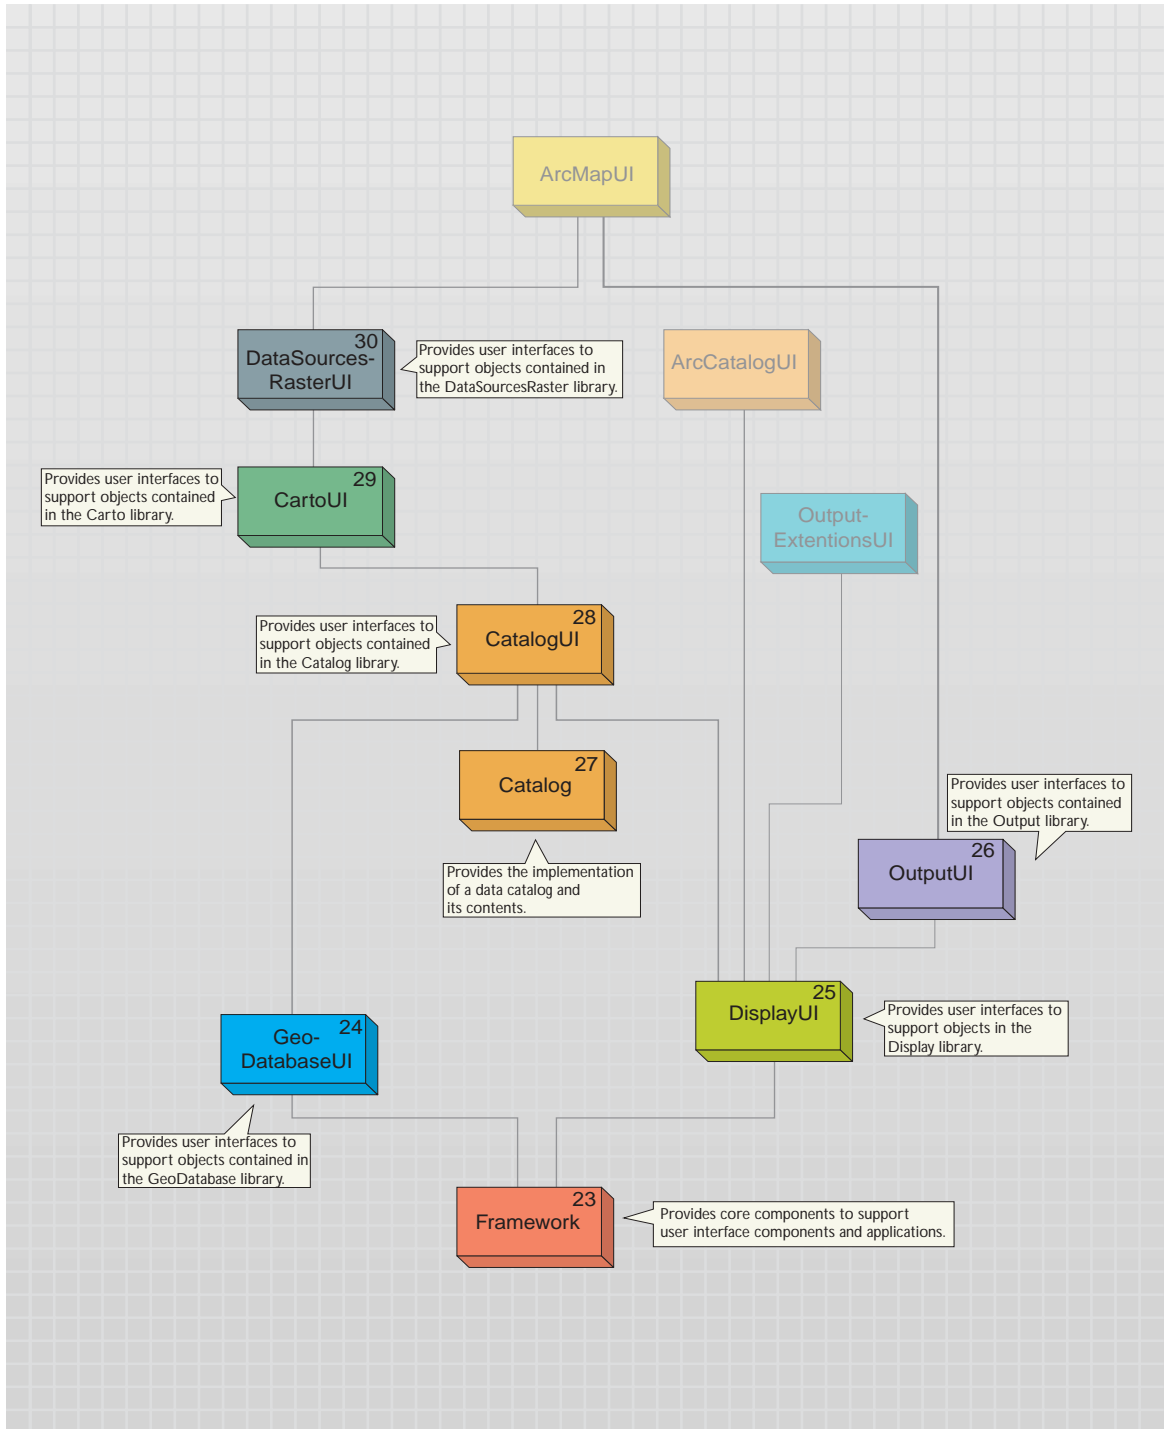 ArcMapUI
30
DataSources-
RasterUI
Provides user interfaces to
support objects contained in
the DataSourcesRaster library.
ArcCatalogUI
29
CartoUI
Provides user interfaces to
support objects contained
in the Carto library.
Output-
ExtentionsUI
28
CatalogUI
Provides user interfaces to
support objects contained
in the Catalog library.
27
Catalog
Provides the implementation
of a data catalog and
its contents.
Provides user interfaces to
support objects contained
in the Output library.
26
OutputUI
25
DisplayUI
Provides user interfaces to
support objects in the
Display library.
24
Geo-
DatabaseUI
Provides user interfaces to
support objects contained in
the GeoDatabase library.
23
Framework
Provides core components to support
user interface components and applications.